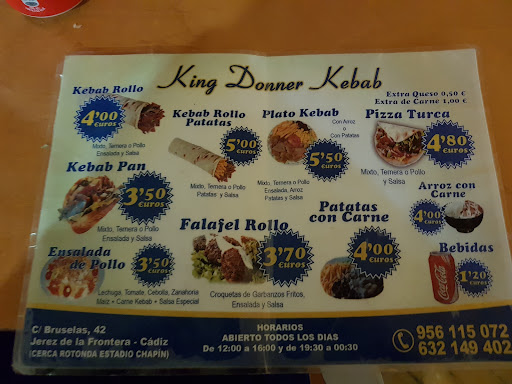 King Donner Kebab
Kebab Rollo
4'00
euros
Mixto, Ternera o Pollo
Ensalada y Salsa
Kebab Rollo
Patatas
5'00
euros
Mixto, Ternera o Pollo
Patatas y Salsa
Plato Kebab
Con Arroz
o
Con Patatas
5'50
euros
Mixto, Ternera o Pollo
Ensalada, Arroz
Patatas y Salsa
Extra Queso 0,50 €
Extra de Carne 1,00 €
Pizza Turca
4'80
euros
Mixto, Ternera o Pollo
y Salsa
Kebab Pan
3'50
euros
Mixto, Ternera o Pollo
Ensalada y Salsa
Falafel Rollo
3'70
euros
Croquetas de Garbanzos Fritos,
Ensalada y Salsa
Patatas
con Carne
4'00
euros
Arroz con
Carne
4'00
euros
Ensalada
de Pollo
3'50
euros
Lechuga, Tomate, Cebolla, Zanahoria
Maiz + Carne Kebab + Salsa Especial
Bebidas
Coca-Cola
1'20
euros
C/ Bruselas, 42
Jerez de la Frontera - Cádiz
(CERCA ROTONDA ESTADIO CHAPÍN)
HORARIOS
ABIERTO TODOS LOS DIAS
De 12:00 a 16:00 y de 19:30 a 00:30
956 115 072
632 149 402